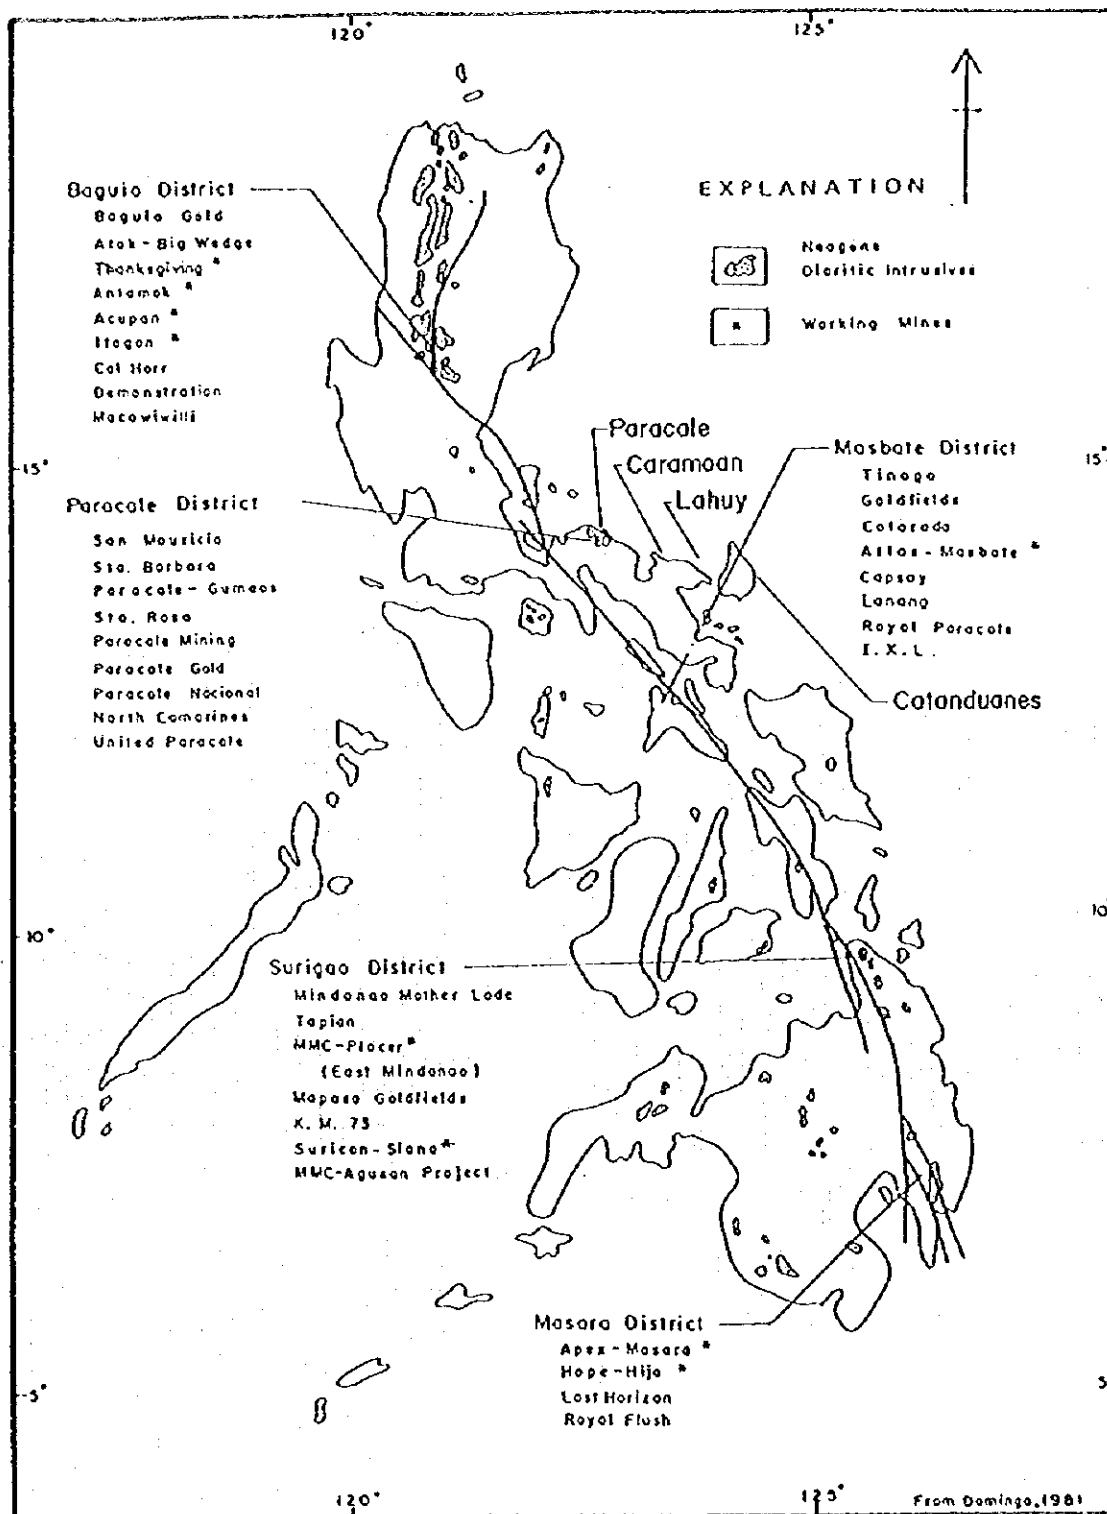 120°
125°
Baguio District
Baguio Gold
Atok-Big Wedge
Thanksgiving *
Antamok *
Acupan *
Itogon *
Cal Horr
Demonstration
Macawiwili
EXPLANATION
Neogene
Dioritic Intrusives
* Working Mines
15°
15°
Paracale
Caramoan
Lahuy
Masbate District
Tinago
Goldfields
Colorado
Atlas-Masbate *
Capsay
Lanang
Royal Paracale
I.X.L.
Catanduanes
Paracale District
San Mauricio
Sta. Barbara
Paracale-Gumaos
Sta. Rosa
Paracale Mining
Paracale Gold
Paracale Nacional
North Camarines
United Paracale
10°
10°
Surigao District
Mindanao Mother Lode
Tapian
MMC-Placer *
(East Mindanao)
Mapaso Goldfields
K.M. 73
Suricon-Siana *
MMC-Agusan Project
Masara District
Apex-Masara *
Hope-Hijo *
Lost Horizon
Royal Flush
5°
5
120°
125°
From Domingo, 1981